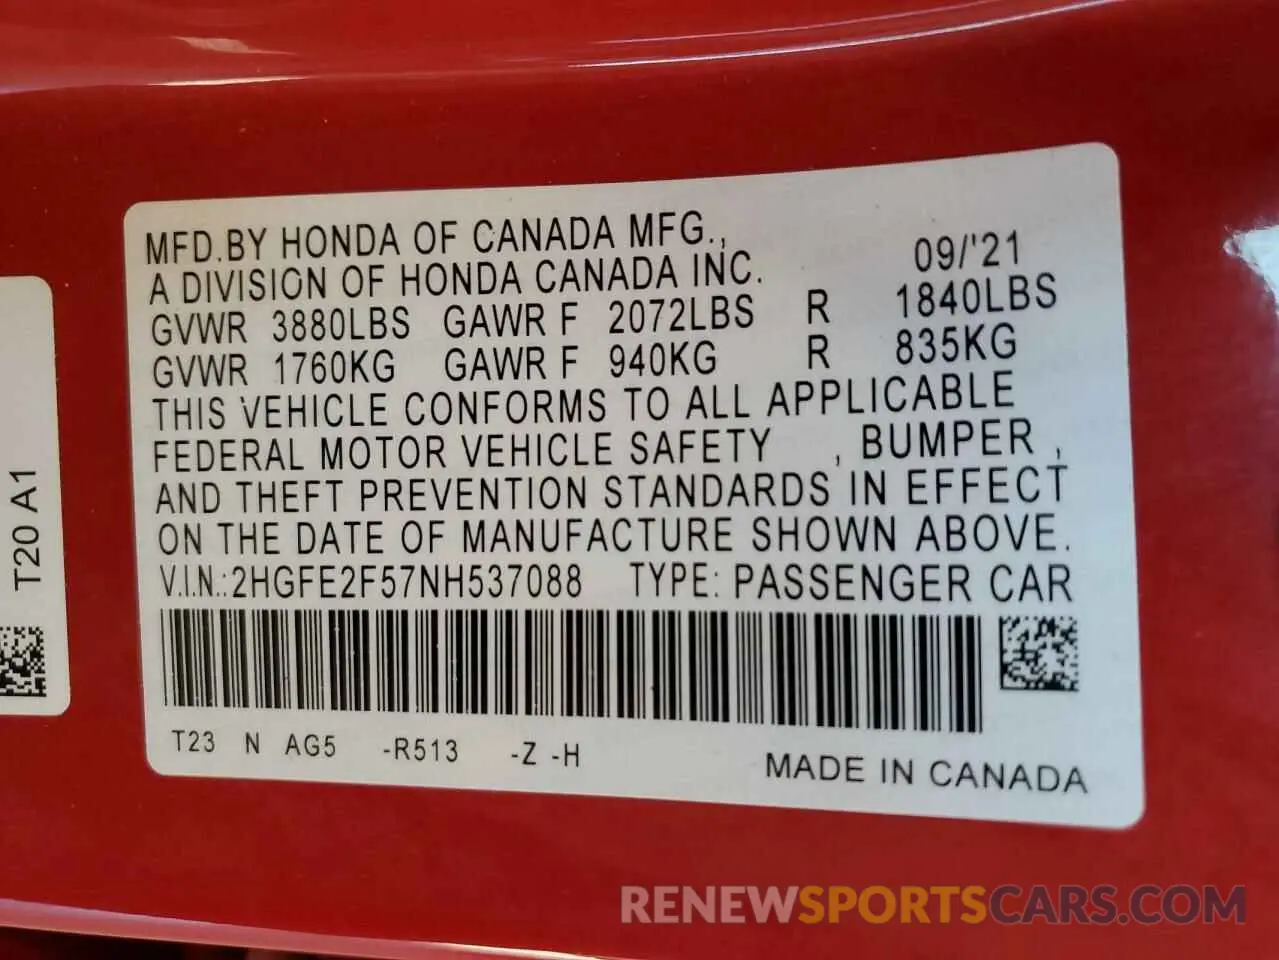 MFD.BY HONDA OF CANADA MFG.,
A DIVISION OF HONDA CANADA INC. 09/'21
GVWR 3880LBS GAWR F 2072LBS R 1840LBS
GVWR 1760KG GAWR F 940KG R 835KG
THIS VEHICLE CONFORMS TO ALL APPLICABLE
FEDERAL MOTOR VEHICLE SAFETY , BUMPER ,
AND THEFT PREVENTION STANDARDS IN EFFECT
ON THE DATE OF MANUFACTURE SHOWN ABOVE.
V.I.N.:2HGFE2F57NH537088 TYPE: PASSENGER CAR
T23 N AG5 -R513 -Z -H
MADE IN CANADA
T20 A1
RENEWSPORTSCARS.COM